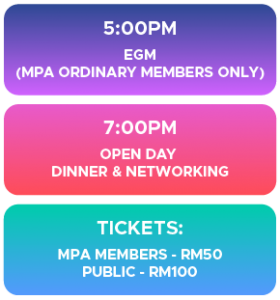 5:00PM
EGM
(MPA ORDINARY MEMBERS ONLY)
7:00PM
OPEN DAY
DINNER & NETWORKING
TICKETS:
MPA MEMBERS - RM50
PUBLIC - RM100